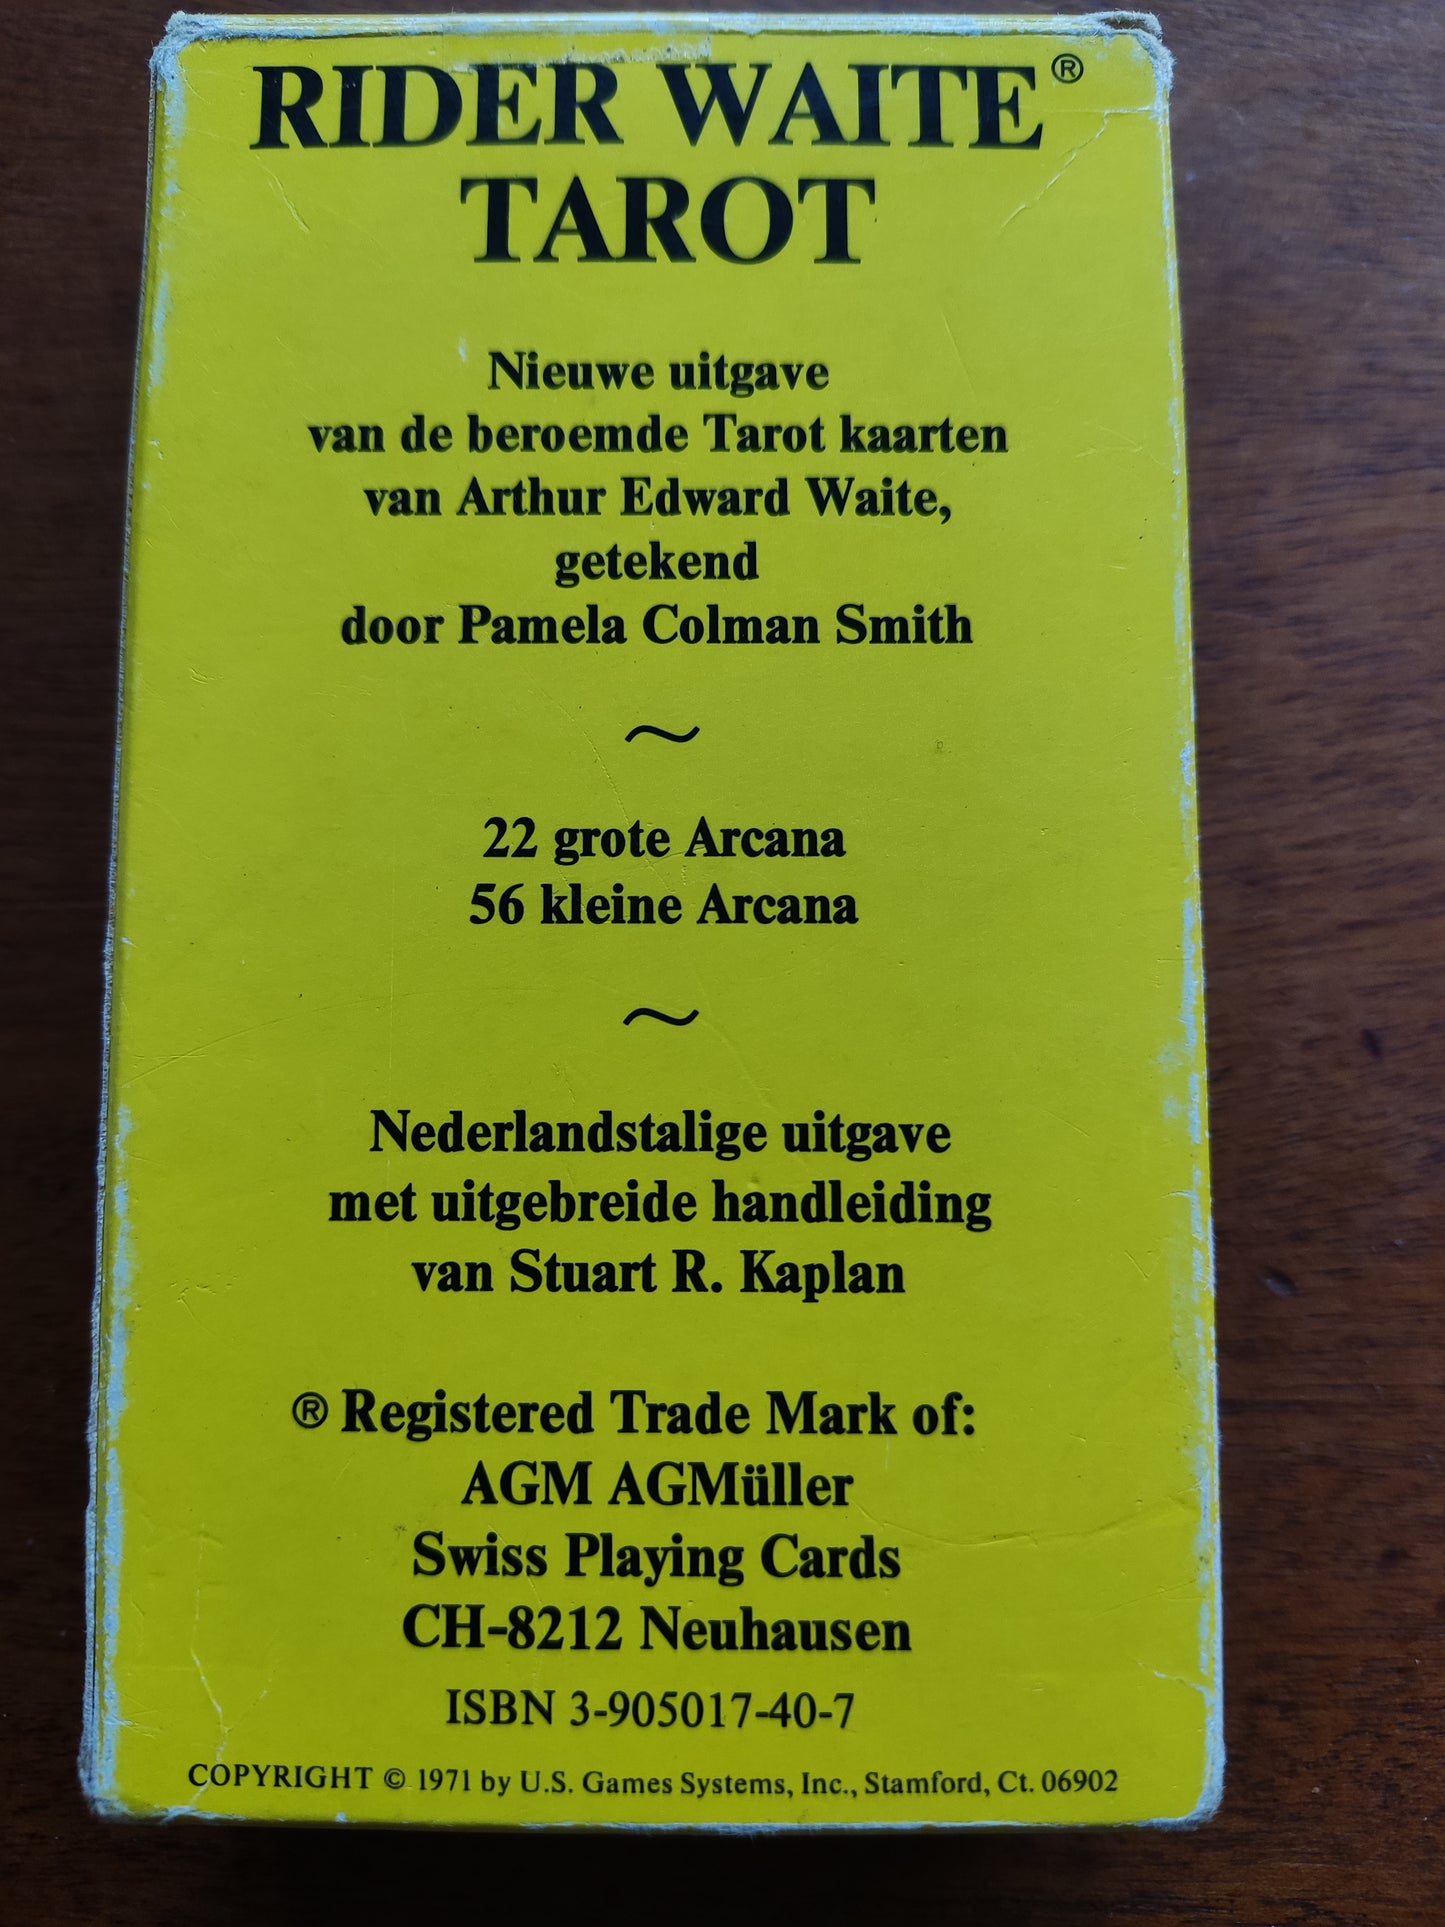 RIDER WAITE®
TAROT
Nieuwe uitgave
van de beroemde Tarot kaarten
van Arthur Edward Waite,
getekend
door Pamela Colman Smith
~
22 grote Arcana
56 kleine Arcana
~
Nederlandstalige uitgave
met uitgebreide handleiding
van Stuart R. Kaplan
® Registered Trade Mark of:
AGM AGMüller
Swiss Playing Cards
CH-8212 Neuhausen
ISBN 3-905017-40-7
COPYRIGHT © 1971 by U.S. Games Systems, Inc., Stamford, Ct. 06902